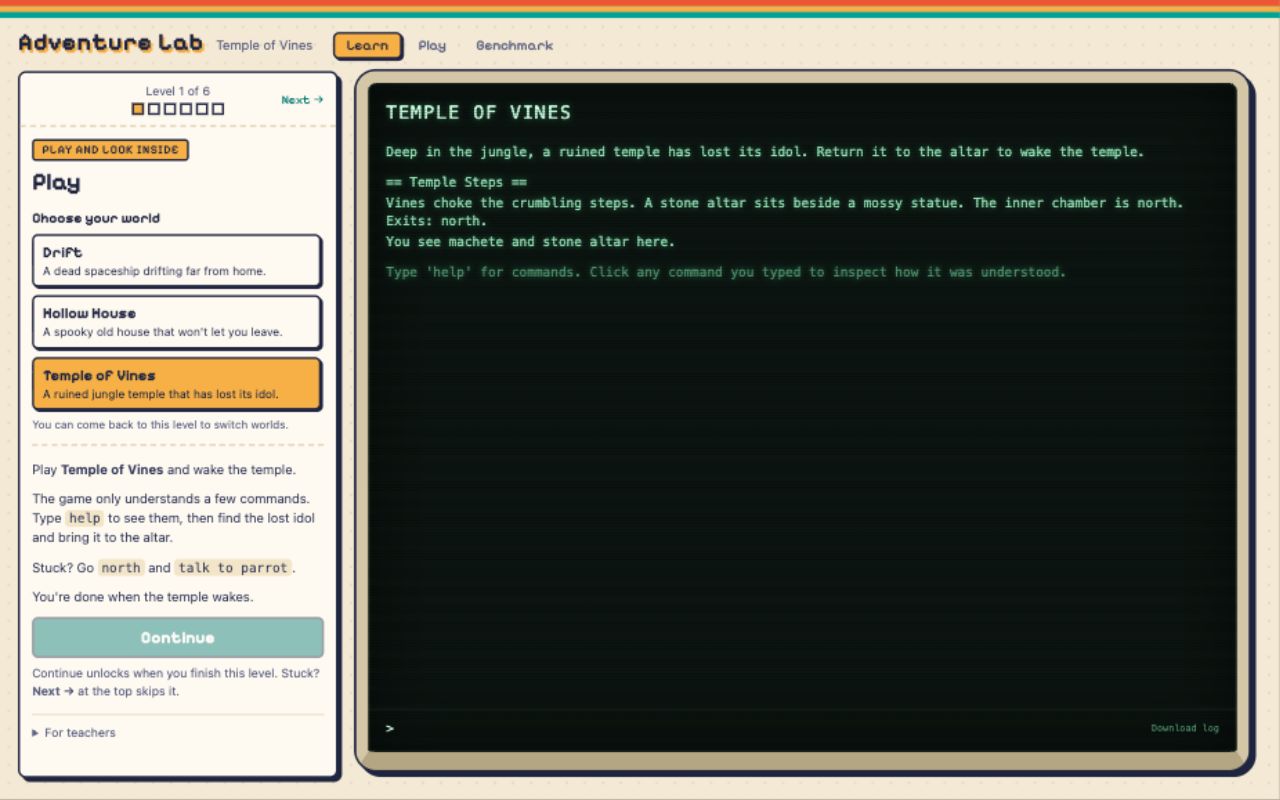 Adventure Lab Temple of Vines Learn Play Benchmark
Level 1 of 6
Next →
PLAY AND LOOK INSIDE
Play
Choose your world
Drift
A dead spaceship drifting far from home.
Hollow House
A spooky old house that won't let you leave.
Temple of Vines
A ruined jungle temple that has lost its idol.
You can come back to this level to switch worlds.
Play Temple of Vines and wake the temple.
The game only understands a few commands.
Type help to see them, then find the lost idol
and bring it to the altar.
Stuck? Go north and talk to parrot.
You're done when the temple wakes.
Continue
Continue unlocks when you finish this level. Stuck?
Next → at the top skips it.
▶ For teachers
TEMPLE OF VINES
Deep in the jungle, a ruined temple has lost its idol. Return it to the altar to wake the temple.
== Temple Steps ==
Vines choke the crumbling steps. A stone altar sits beside a mossy statue. The inner chamber is north.
Exits: north.
You see machete and stone altar here.
Type 'help' for commands. Click any command you typed to inspect how it was understood.
>
Download log